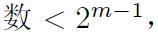 数 < 2^{m-1},